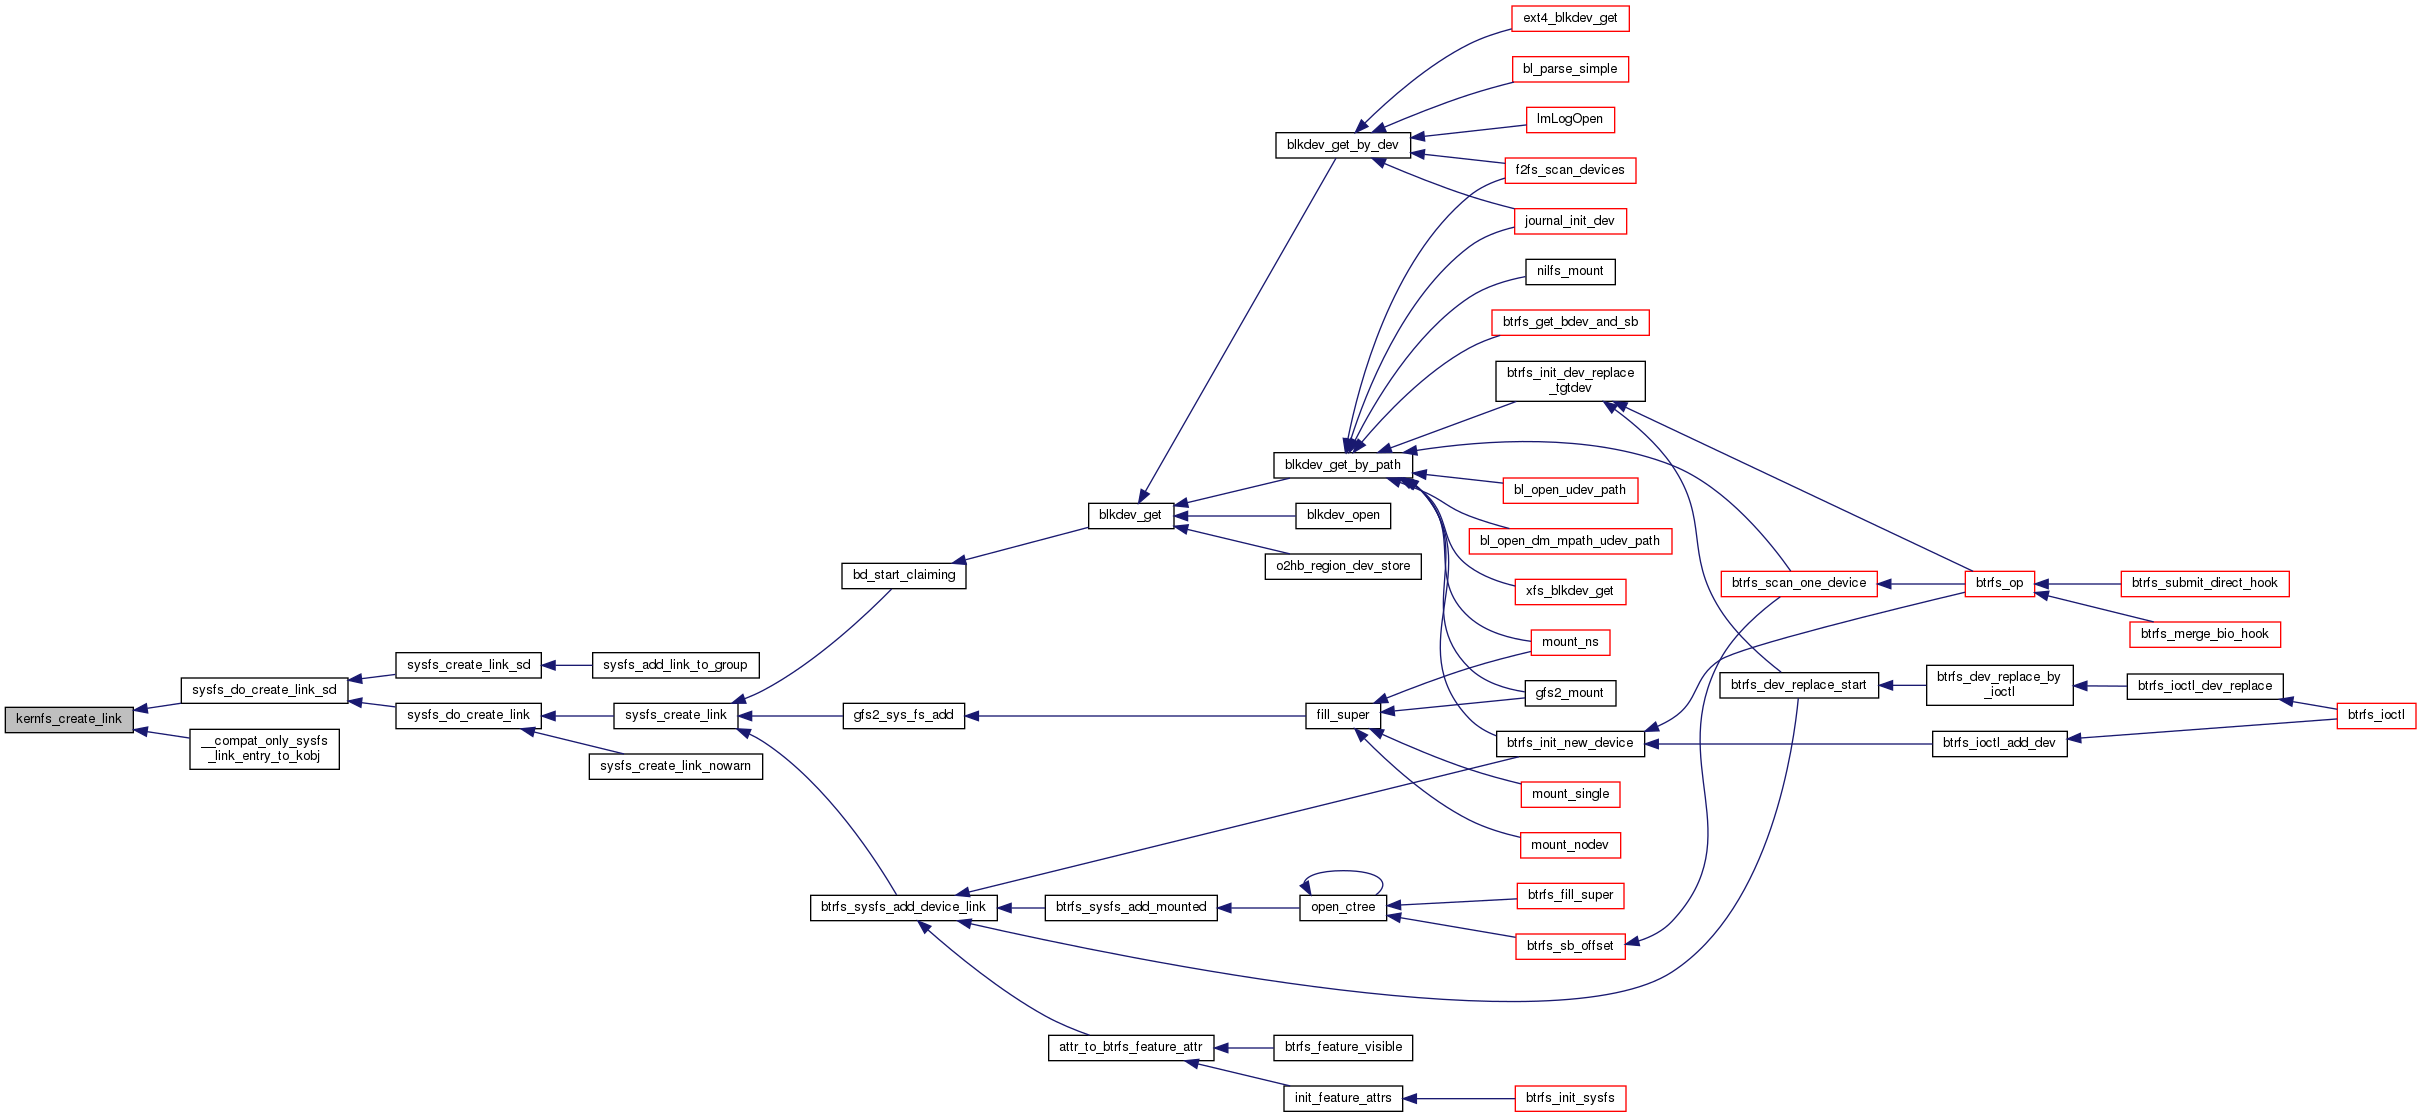 ext4_blkdev_get
bl_parse_simple
lmLogOpen
blkdev_get_by_dev
f2fs_scan_devices
journal_init_dev
nilfs_mount
btrfs_get_bdev_and_sb
btrfs_init_dev_replace
_tgtdev
blkdev_get_by_path
bl_open_udev_path
blkdev_get
blkdev_open
bl_open_dm_mpath_udev_path
o2hb_region_dev_store
bd_start_claiming
xfs_blkdev_get
btrfs_scan_one_device
btrfs_op
btrfs_submit_direct_hook
btrfs_merge_bio_hook
mount_ns
sysfs_create_link_sd
sysfs_add_link_to_group
sysfs_do_create_link_sd
gfs2_mount
btrfs_dev_replace_start
btrfs_dev_replace_by
_ioctl
btrfs_ioctl_dev_replace
kernfs_create_link
sysfs_do_create_link
sysfs_create_link
gfs2_sys_fs_add
fill_super
btrfs_ioctl
__compat_only_sysfs
_link_entry_to_kobj
btrfs_init_new_device
btrfs_ioctl_add_dev
sysfs_create_link_nowarn
mount_single
mount_nodev
btrfs_fill_super
btrfs_sysfs_add_device_link
btrfs_sysfs_add_mounted
open_ctree
btrfs_sb_offset
attr_to_btrfs_feature_attr
btrfs_feature_visible
init_feature_attrs
btrfs_init_sysfs